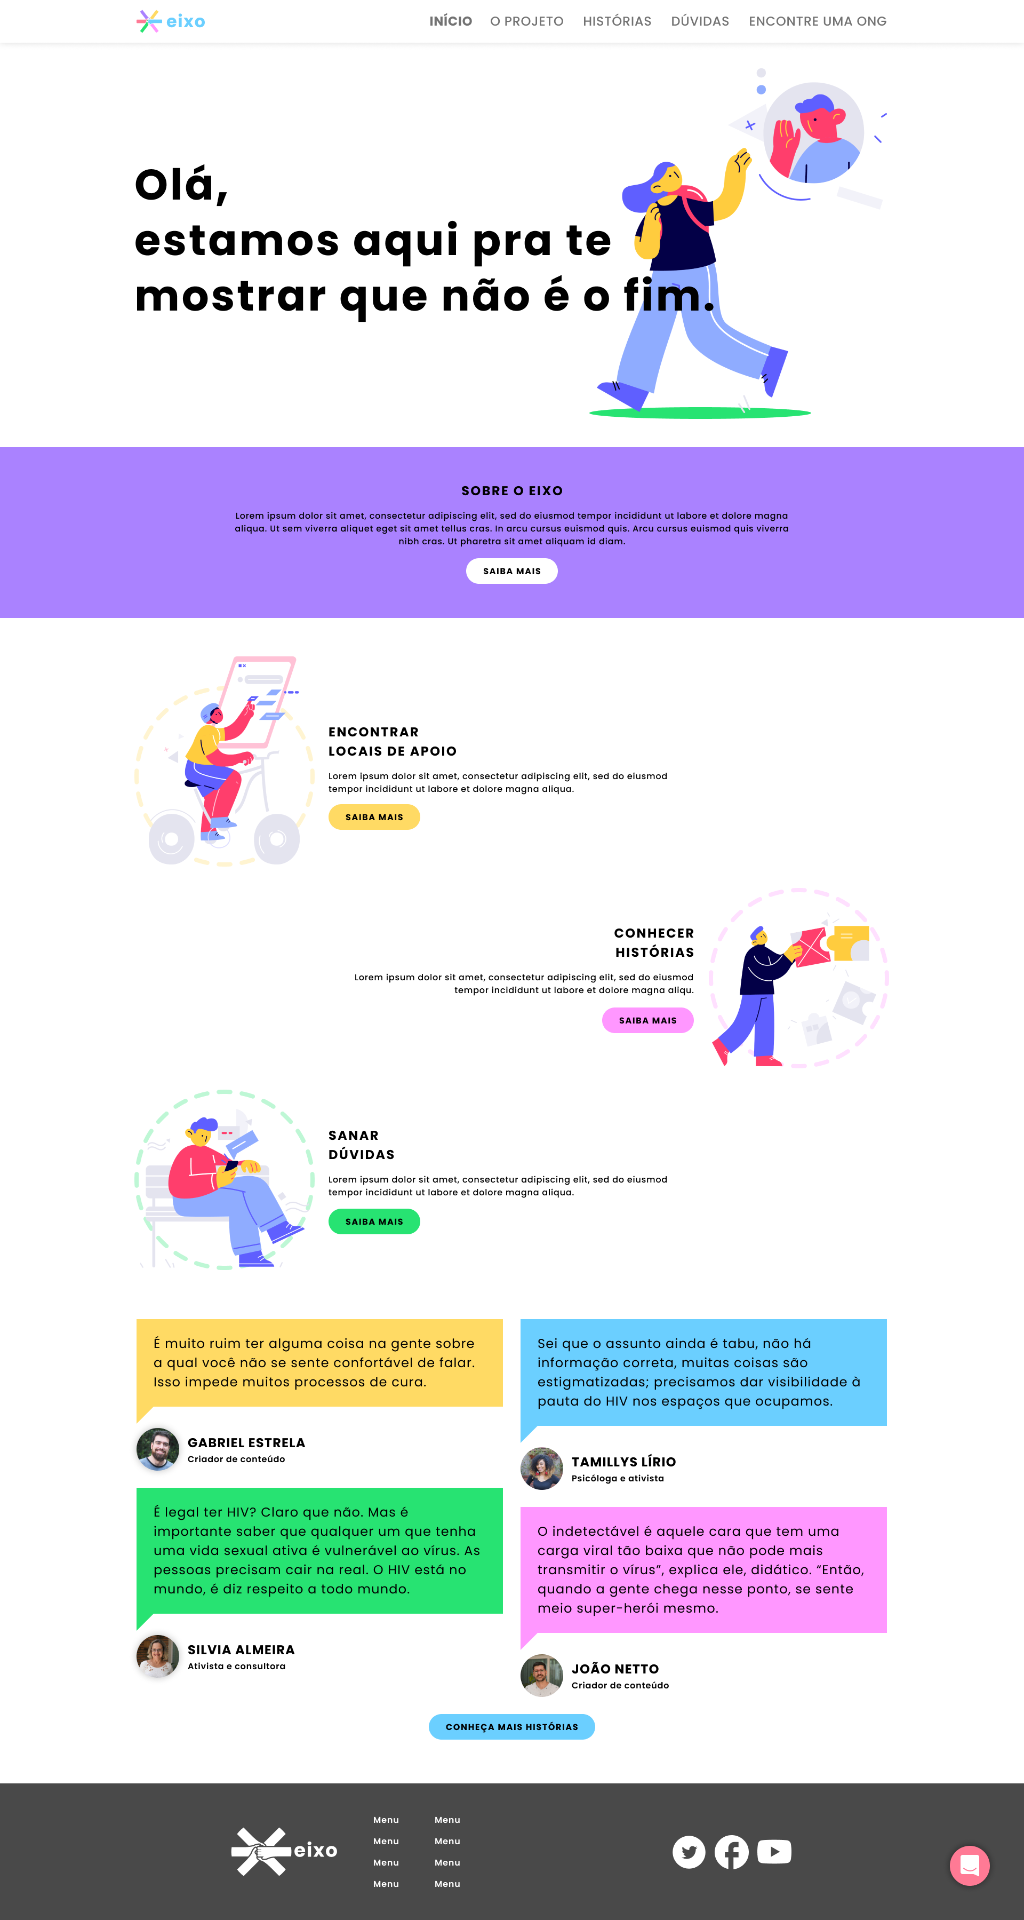 eixo
INÍCIO O PROJETO HISTÓRIAS DÚVIDAS ENCONTRE UMA ONG
Olá,
estamos aqui pra te
mostrar que não é o fim.
SOBRE O EIXO
Lorem ipsum dolor sit amet, consectetur adipiscing elit, sed do eiusmod tempor incididunt ut labore et dolore magna
aliqua. Ut sem viverra aliquet eget sit amet tellus cras. In arcu cursus euismod quis. Arcu cursus euismod quis viverra
nibh cras. Ut pharetra sit amet aliquam id diam.
SAIBA MAIS
ENCONTRAR
LOCAIS DE APOIO
Lorem ipsum dolor sit amet, consectetur adipiscing elit, sed do eiusmod
tempor incididunt ut labore et dolore magna aliqua.
SAIBA MAIS
CONHECER
HISTÓRIAS
Lorem ipsum dolor sit amet, consectetur adipiscing elit, sed do eiusmod
tempor incididunt ut labore et dolore magna aliqu.
SAIBA MAIS
SANAR
DÚVIDAS
Lorem ipsum dolor sit amet, consectetur adipiscing elit, sed do eiusmod
tempor incididunt ut labore et dolore magna aliqua.
SAIBA MAIS
É muito ruim ter alguma coisa na gente sobre
a qual você não se sente confortável de falar.
Isso impede muitos processos de cura.
GABRIEL ESTRELA
Criador de conteúdo
Sei que o assunto ainda é tabu, não há
informação correta, muitas coisas são
estigmatizadas; precisamos dar visibilidade à
pauta do HIV nos espaços que ocupamos.
TAMILLYS LÍRIO
Psicóloga e ativista
É legal ter HIV? Claro que não. Mas é
importante saber que qualquer um que tenha
uma vida sexual ativa é vulnerável ao vírus. As
pessoas precisam cair na real. O HIV está no
mundo, é diz respeito a todo mundo.
SILVIA ALMEIRA
Ativista e consultora
O indetectável é aquele cara que tem uma
carga viral tão baixa que não pode mais
transmitir o vírus”, explica ele, didático. “Então,
quando a gente chega nesse ponto, se sente
meio super-herói mesmo.
JOÃO NETTO
Criador de conteúdo
CONHEÇA MAIS HISTÓRIAS
eixo
Menu Menu
Menu Menu
Menu Menu
Menu Menu